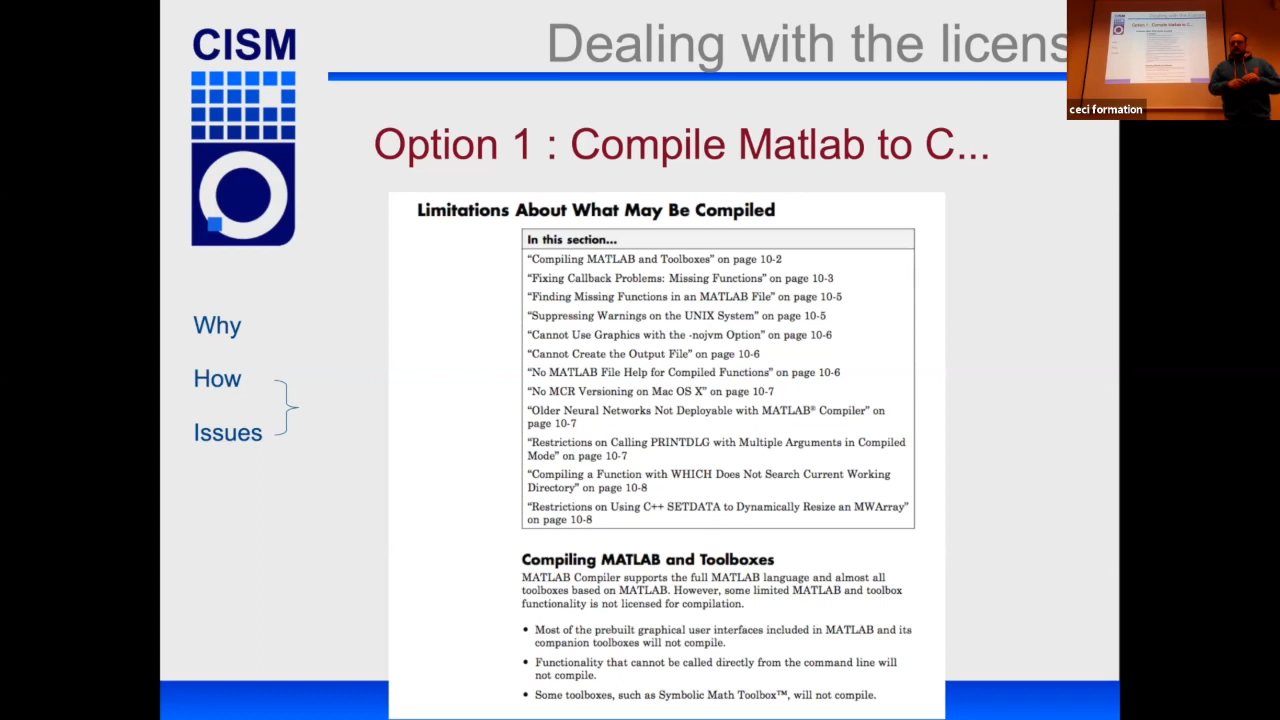 CISM
Dealing with the licens
Option 1 : Compile Matlab to C...
ceci formation
Why
How
Issues
Limitations About What May Be Compiled
In this section...
“Compiling MATLAB and Toolboxes” on page 10-2
“Fixing Callback Problems: Missing Functions” on page 10-3
“Finding Missing Functions in an MATLAB File” on page 10-5
“Suppressing Warnings on the UNIX System” on page 10-5
“Cannot Use Graphics with the -nojvm Option” on page 10-6
“Cannot Create the Output File” on page 10-6
“No MATLAB File Help for Compiled Functions” on page 10-6
“No MCR Versioning on Mac OS X” on page 10-7
“Older Neural Networks Not Deployable with MATLAB® Compiler” on
page 10-7
“Restrictions on Calling PRINTDLG with Multiple Arguments in Compiled
Mode” on page 10-7
“Compiling a Function with WHICH Does Not Search Current Working
Directory” on page 10-8
“Restrictions on Using C++ SETDATA to Dynamically Resize an MWArray”
on page 10-8
Compiling MATLAB and Toolboxes
MATLAB Compiler supports the full MATLAB language and almost all
toolboxes based on MATLAB. However, some limited MATLAB and toolbox
functionality is not licensed for compilation.
• Most of the prebuilt graphical user interfaces included in MATLAB and its
companion toolboxes will not compile.
• Functionality that cannot be called directly from the command line will
not compile.
• Some toolboxes, such as Symbolic Math Toolbox™, will not compile.